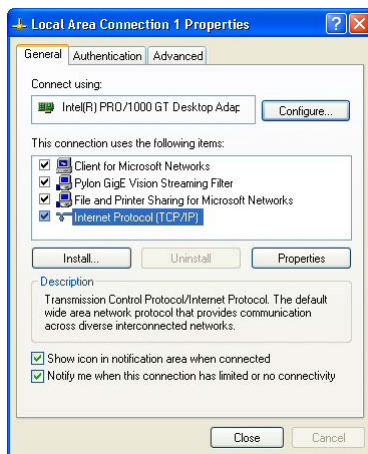 Local Area Connection 1 Properties
General Authentication Advanced
Connect using:
Intel(R) PRO/1000 GT Desktop Adap
Configure...
This connection uses the following items:
Client for Microsoft Networks
Pylon GigE Vision Streaming Filter
File and Printer Sharing for Microsoft Networks
Internet Protocol (TCP/IP)
Install... Uninstall Properties
Description
Transmission Control Protocol/Internet Protocol. The default
wide area network protocol that provides communication
across diverse interconnected networks.
Show icon in notification area when connected
Notify me when this connection has limited or no connectivity
Close Cancel